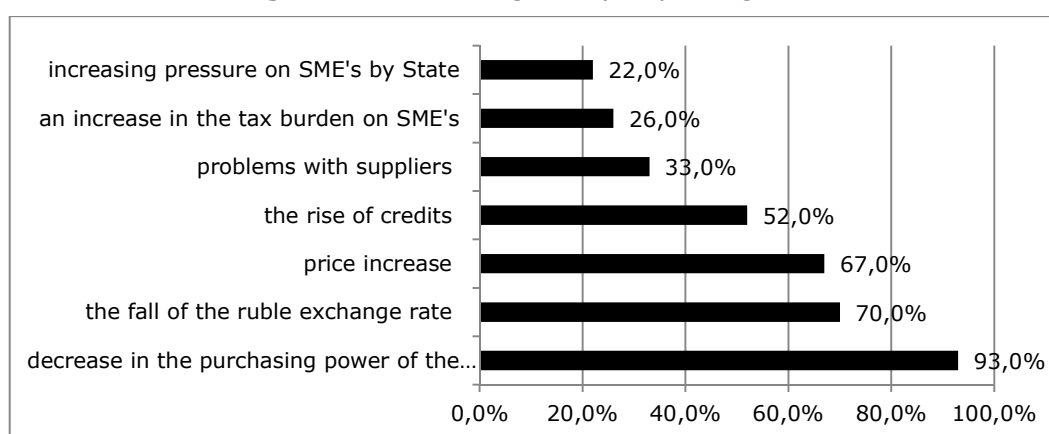 increasing pressure on SME's by State 22,0%
an increase in the tax burden on SME's 26,0%
problems with suppliers 33,0%
the rise of credits 52,0%
price increase 67,0%
the fall of the ruble exchange rate 70,0%
decrease in the purchasing power of the… 93,0%
0,0% 20,0% 40,0% 60,0% 80,0% 100,0%